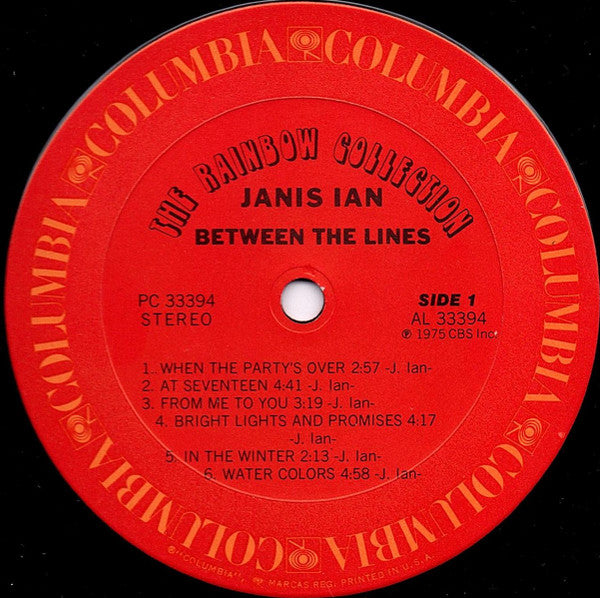 COLUMBIA COLUMBIA COLUMBIA COLUMBIA COLUMBIA COLUMBIA
THE RAINBOW COLLECTION
JANIS IAN
BETWEEN THE LINES
PC 33394
STEREO
SIDE 1
AL 33394
℗ 1975 CBS Inc.
1. WHEN THE PARTY'S OVER 2:57 -J. Ian-
2. AT SEVENTEEN 4:41 -J. Ian-
3. FROM ME TO YOU 3:19 -J. Ian-
4. BRIGHT LIGHTS AND PROMISES 4:17
-J. Ian-
5. IN THE WINTER 2:13 -J. Ian-
6. WATER COLORS 4:58 -J. Ian-
®"COLUMBIA", MARCAS REG. PRINTED IN U.S.A.